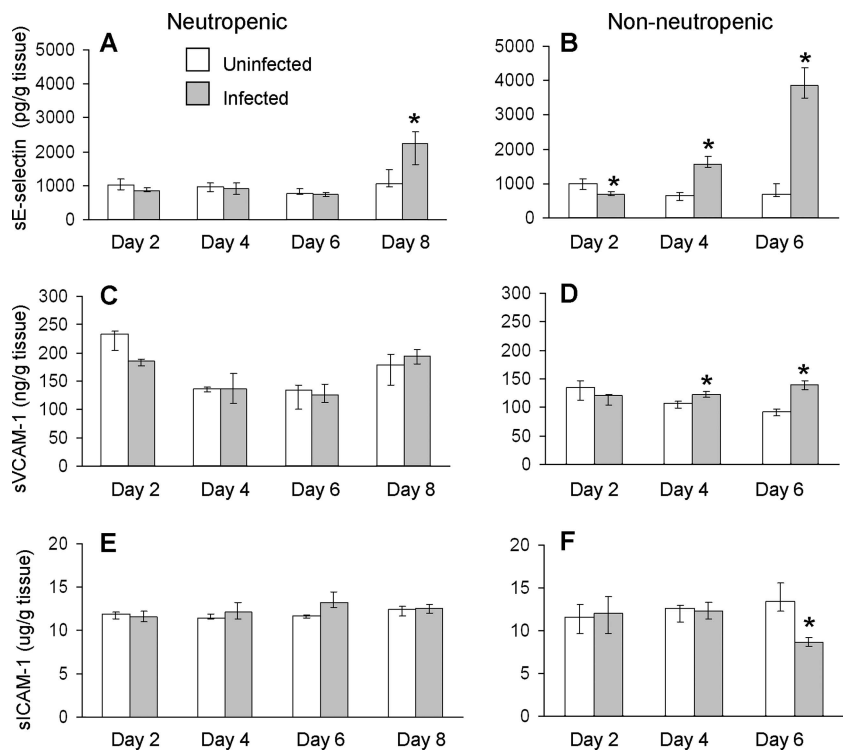 Neutropenic
Non-neutropenic
A
Uninfected
Infected
sE-selectin (pg/g tissue)
5000
4000
3000
2000
1000
0
*
Day 2 Day 4 Day 6 Day 8
B
5000
4000
3000
2000
1000
0
* * *
Day 2 Day 4 Day 6
C
sVCAM-1 (ng/g tissue)
300
250
200
150
100
50
0
Day 2 Day 4 Day 6 Day 8
D
300
250
200
150
100
50
0
* *
Day 2 Day 4 Day 6
E
sICAM-1 (ug/g tissue)
20
15
10
5
0
Day 2 Day 4 Day 6 Day 8
F
20
15
10
5
0
*
Day 2 Day 4 Day 6